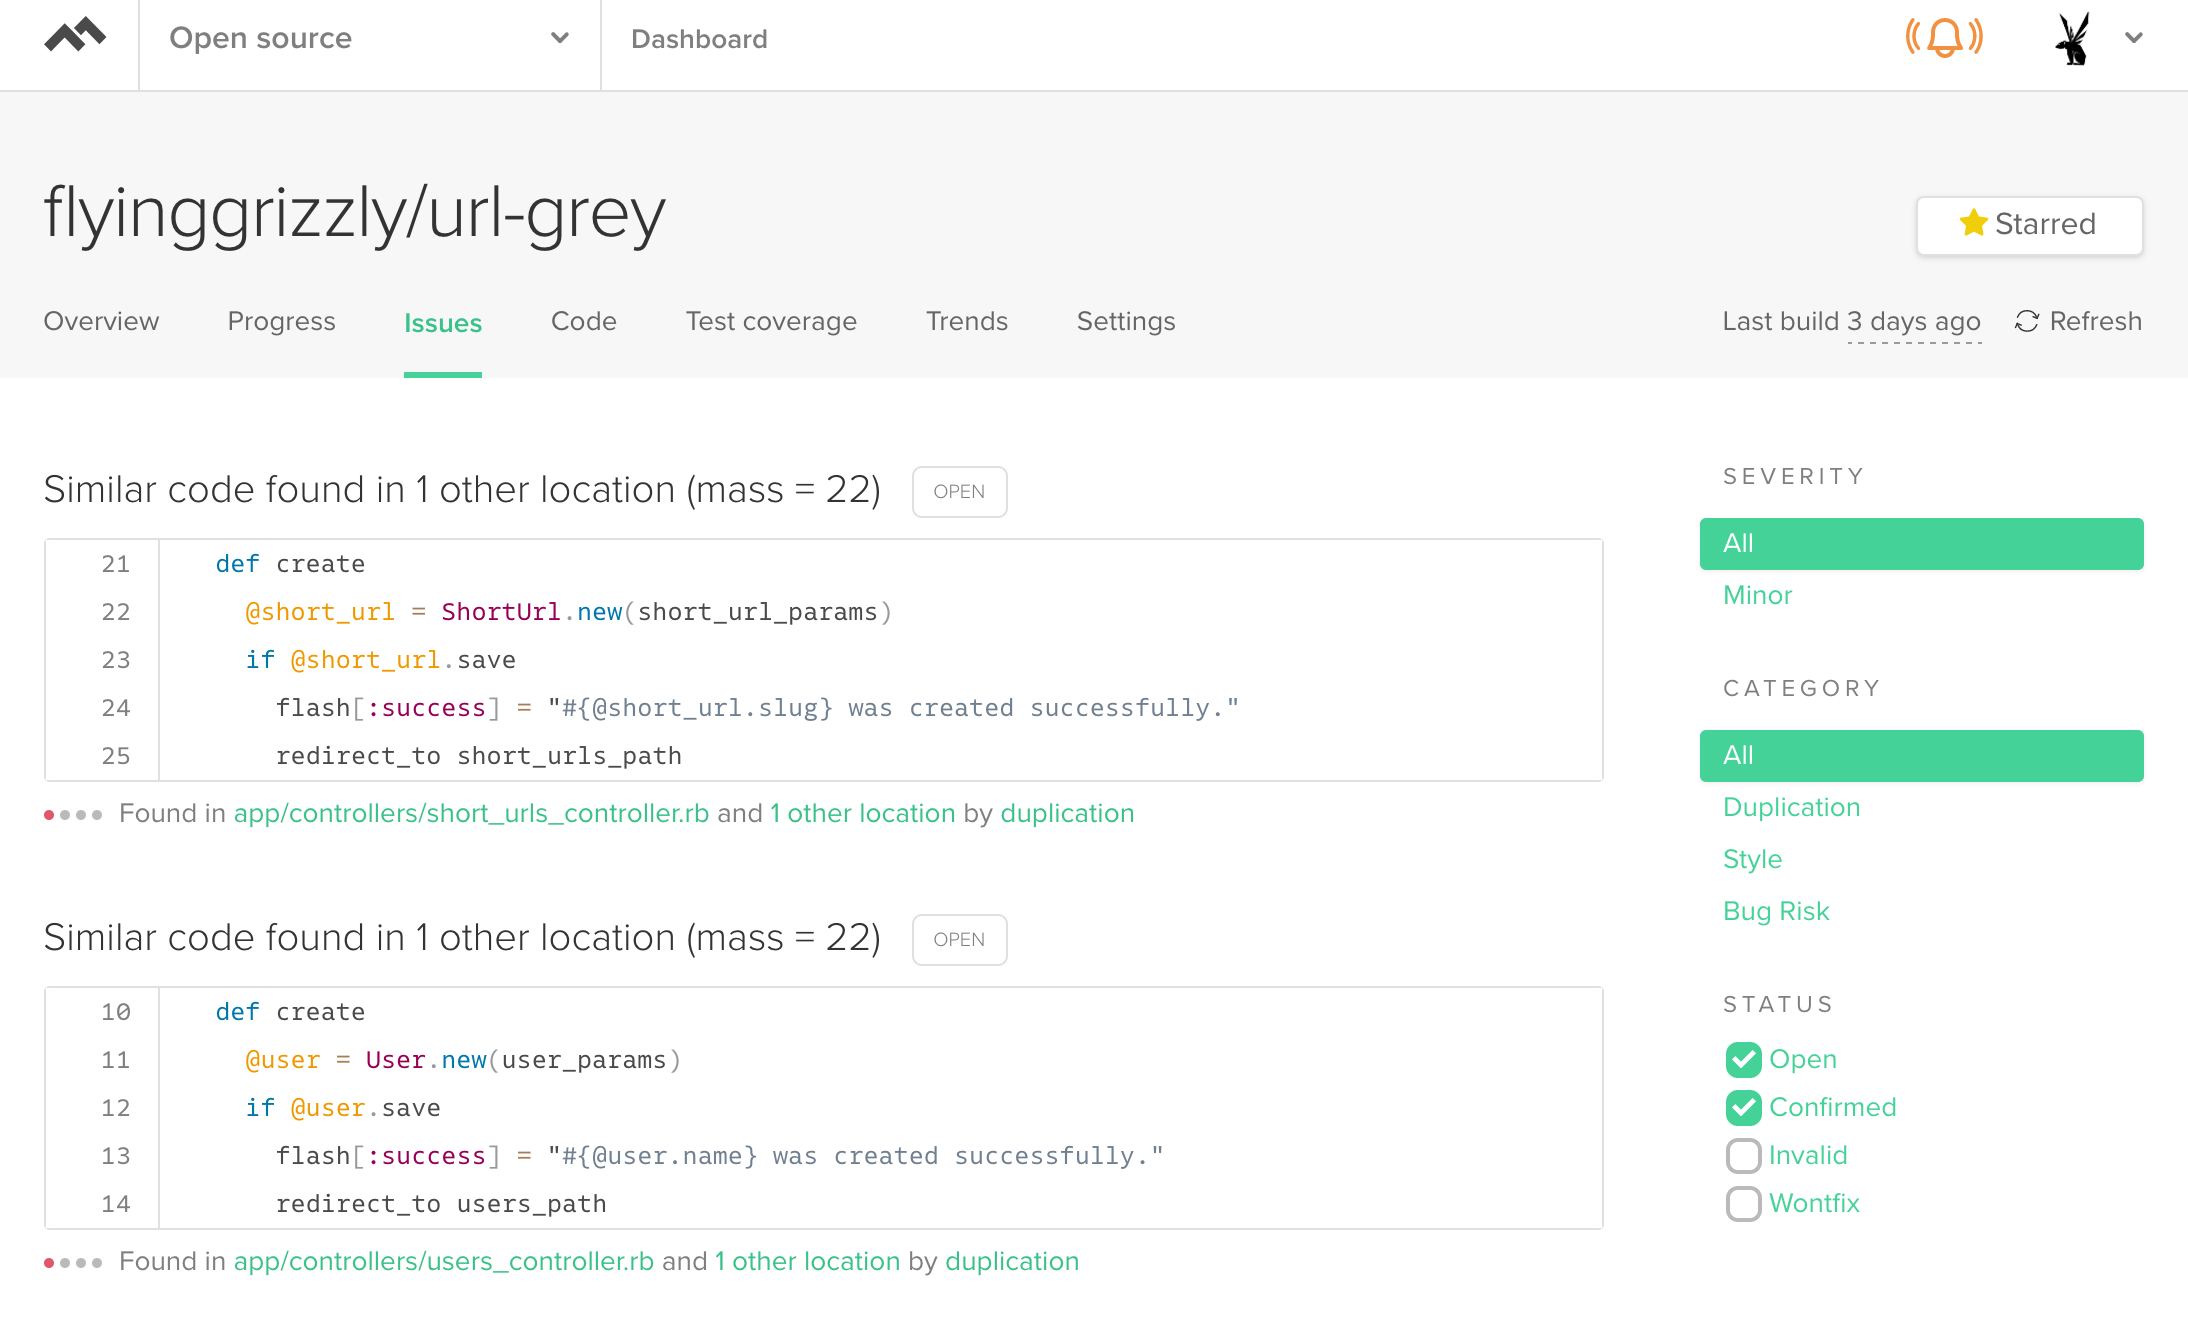 Open source
Dashboard
flyinggrizzly/url-grey
Starred
Overview Progress Issues Code Test coverage Trends Settings
Last build 3 days ago
Refresh
Similar code found in 1 other location (mass = 22) OPEN
21 def create
22 @short_url = ShortUrl.new(short_url_params)
23 if @short_url.save
24 flash[:success] = "#{@short_url.slug} was created successfully."
25 redirect_to short_urls_path
Found in app/controllers/short_urls_controller.rb and 1 other location by duplication
Similar code found in 1 other location (mass = 22) OPEN
10 def create
11 @user = User.new(user_params)
12 if @user.save
13 flash[:success] = "#{@user.name} was created successfully."
14 redirect_to users_path
Found in app/controllers/users_controller.rb and 1 other location by duplication
SEVERITY
All
Minor
CATEGORY
All
Duplication
Style
Bug Risk
STATUS
Open
Confirmed
Invalid
Wontfix